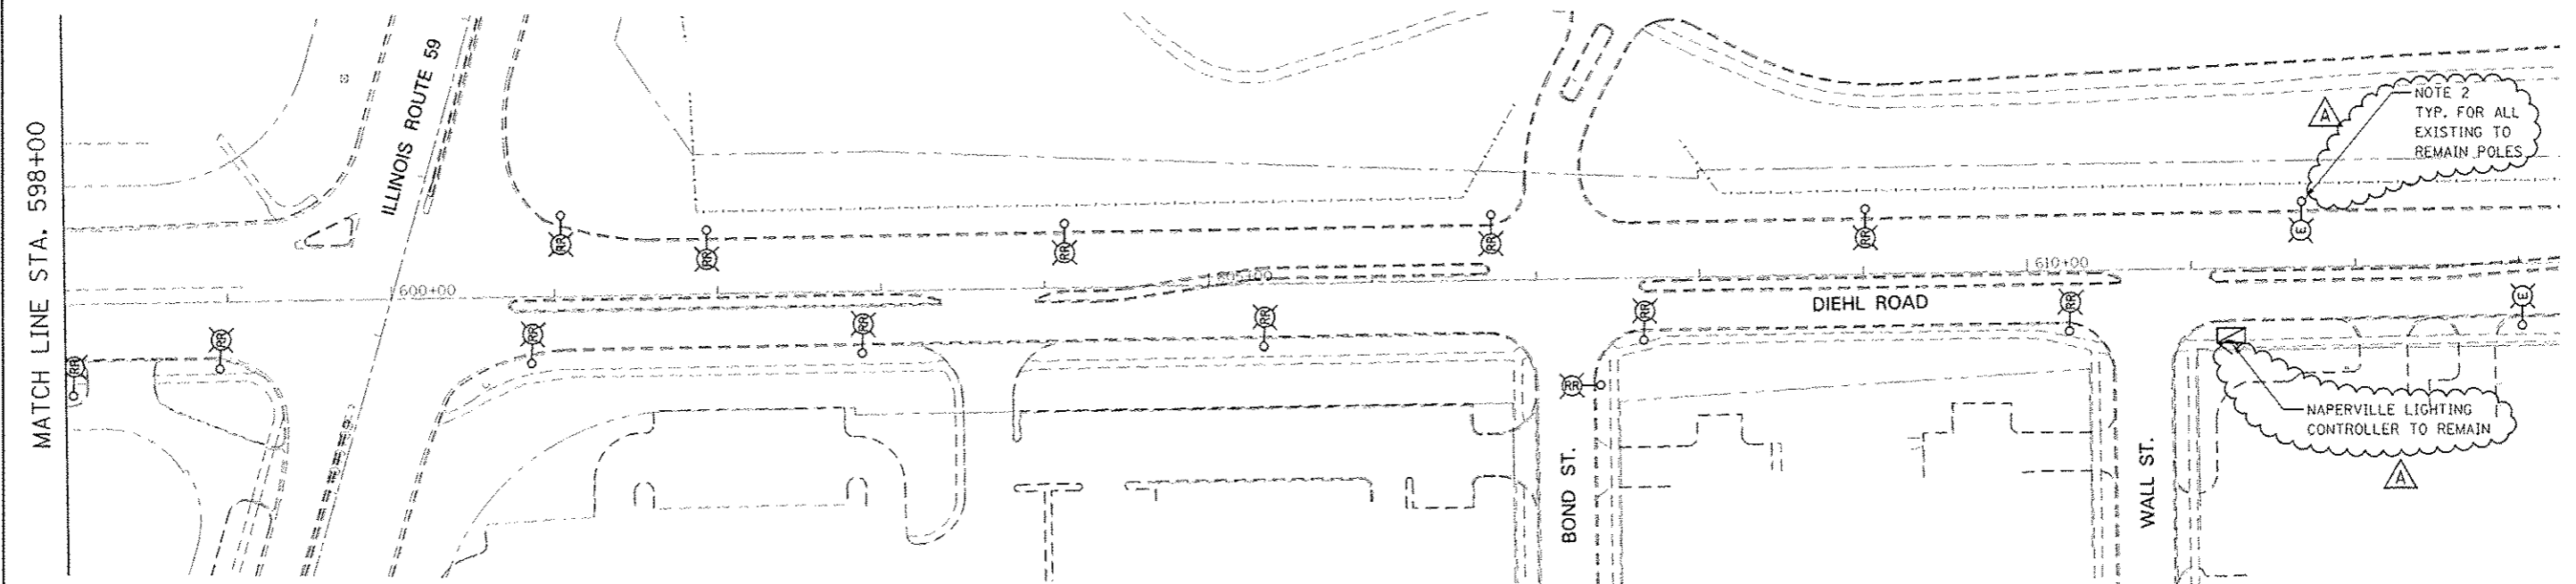 MATCH LINE STA. 598+00
ILLINOIS ROUTE 59
NOTE 2
TYP. FOR ALL
EXISTING TO
REMAIN POLES
A
RR
RR
RR
RR
RR
E
600+00
605+00
610+00
DIEHL ROAD
RR
RR
RR
RR
RR
RR
RR
E
RR
NAPERVILLE LIGHTING
CONTROLLER TO REMAIN
A
BOND ST.
WALL ST.